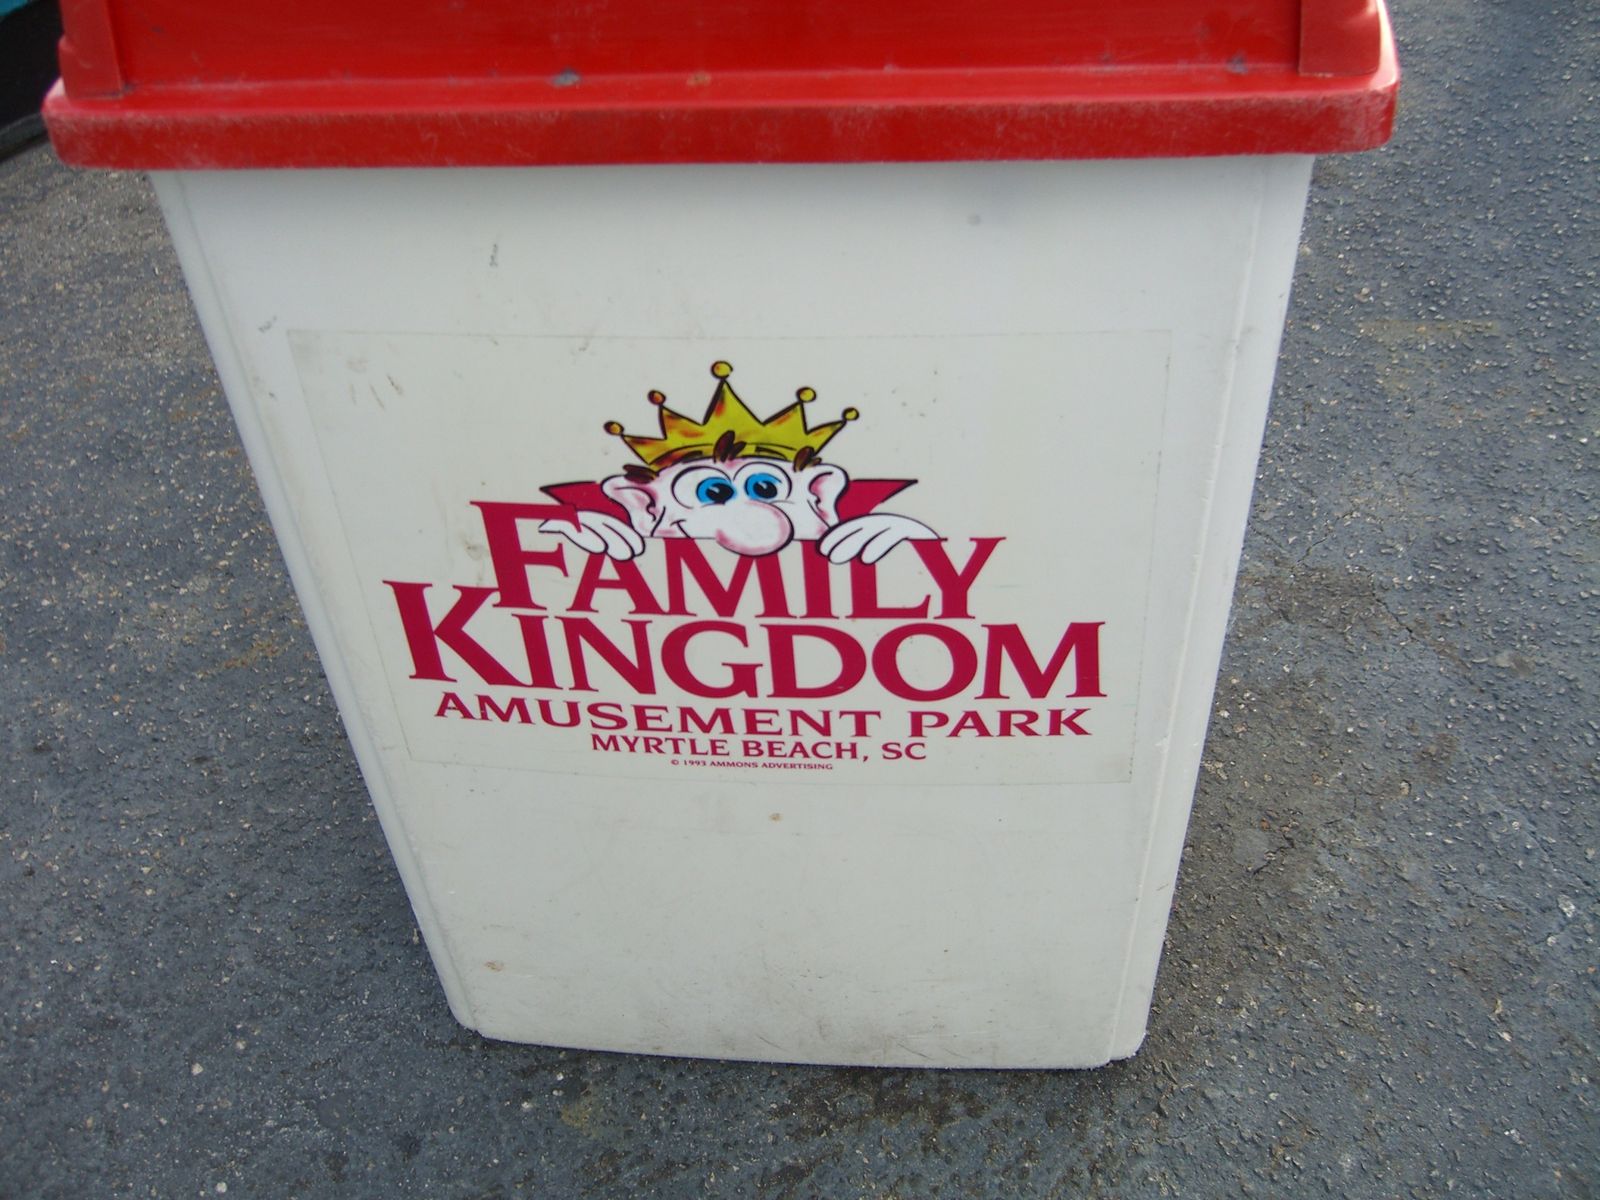 FAMILY
KINGDOM
AMUSEMENT PARK
MYRTLE BEACH, SC
© 1993 AMMONS ADVERTISING